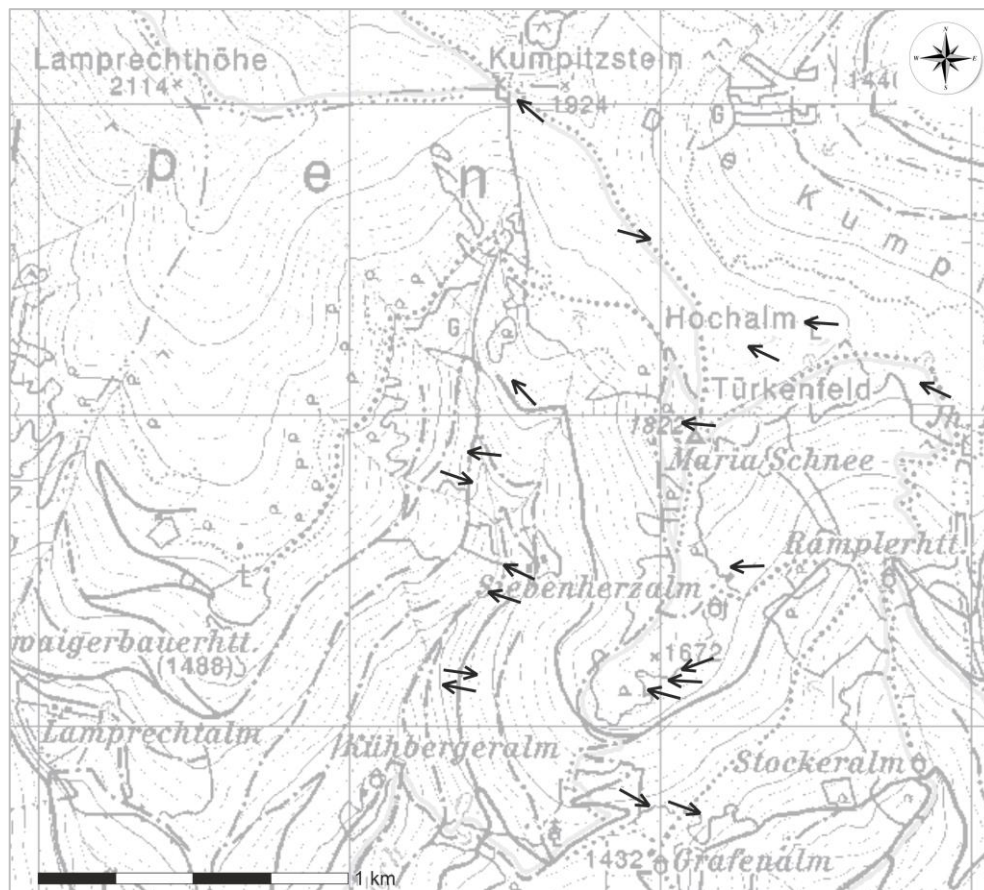 N
W E
S
Lamprechthöhe
2114
Kumpitzstein
1924
G
p e n
Kump
Hochalm
G
Türkenfeld
1822
Maria Schnee
Jh.
Ramplerhtt.
Siebenherzalm
waigerbauerhtt.
(1488)
1672
Lamprechtalm
Kühbergeralm
Stockeralm
1432
Grafenalm
1 km